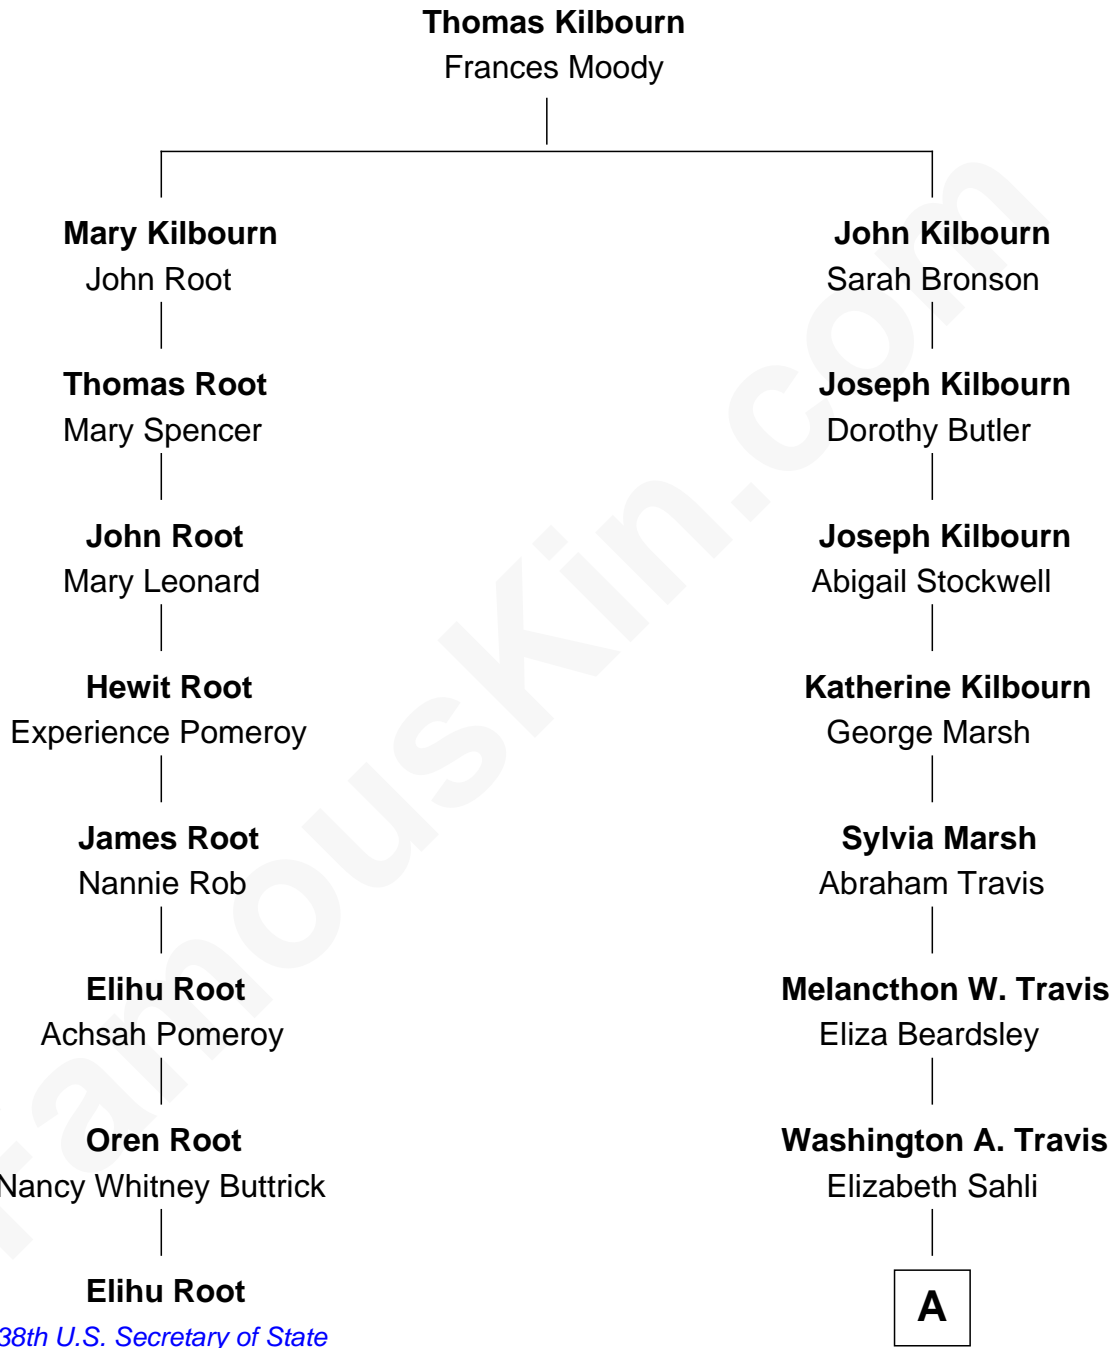 Thomas Kilbourn
Frances Moody
Mary Kilbourn
John Root
John Kilbourn
Sarah Bronson
Thomas Root
Mary Spencer
Joseph Kilbourn
Dorothy Butler
John Root
Mary Leonard
Joseph Kilbourn
Abigail Stockwell
Hewit Root
Experience Pomeroy
Katherine Kilbourn
George Marsh
James Root
Nannie Rob
Sylvia Marsh
Abraham Travis
Elihu Root
Achsah Pomeroy
Melancthon W. Travis
Eliza Beardsley
Oren Root
Nancy Whitney Buttrick
Washington A. Travis
Elizabeth Sahli
Elihu Root
38th U.S. Secretary of State
A
FamousKin.com